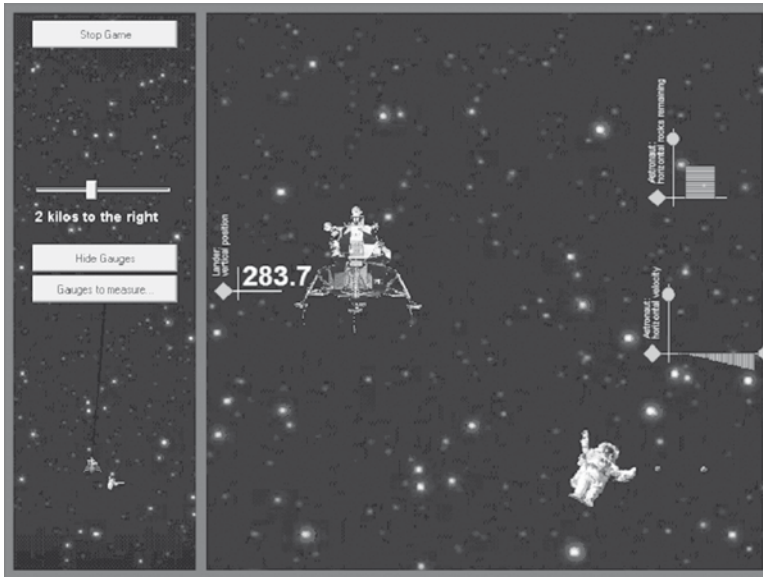 Stop Game
2 kilos to the right
Hide Gauges
Gauges to measure...
Lander:
vertical position
283.7
Astronaut:
horizontal rocks remaining
Astronaut:
horizontal velocity